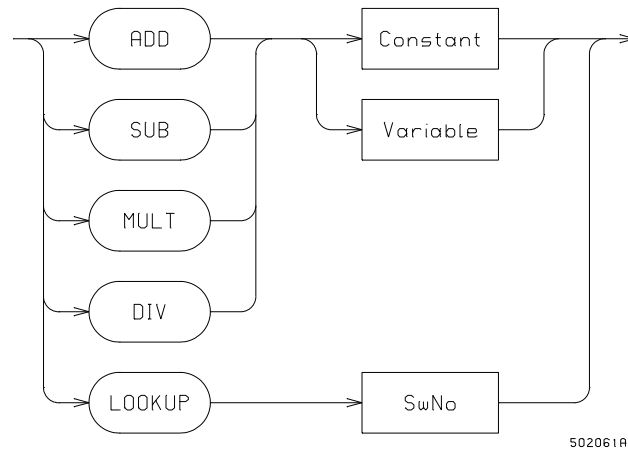 ADD Constant
SUB Variable
MULT
DIV
LOOKUP SwNo
502061A